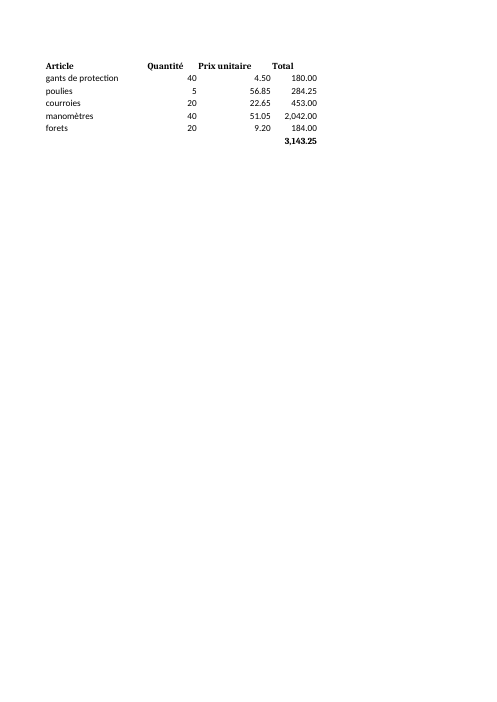 Article Quantité Prix unitaire Total
gants de protection 40 4.50 180.00
poulies 5 56.85 284.25
courroies 20 22.65 453.00
manomètres 40 51.05 2,042.00
forets 20 9.20 184.00
3,143.25